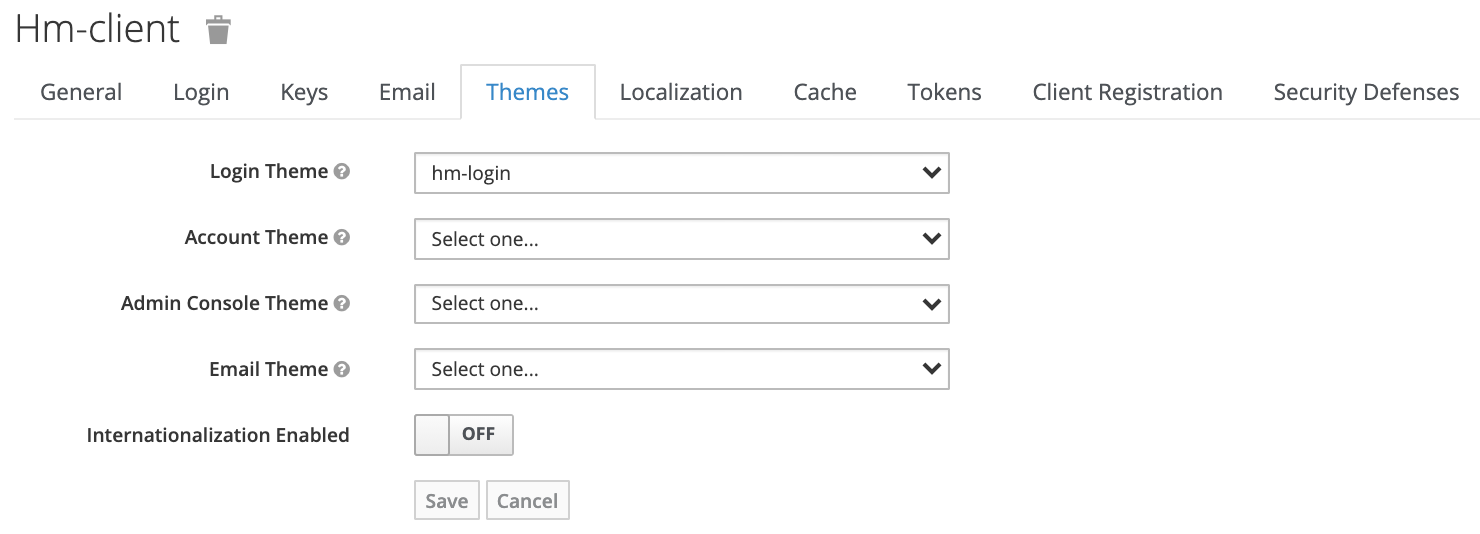 Hm-client
General Login Keys Email Themes Localization Cache Tokens Client Registration Security Defenses
Login Theme ? hm-login
Account Theme ? Select one...
Admin Console Theme ? Select one...
Email Theme ? Select one...
Internationalization Enabled OFF
Save Cancel